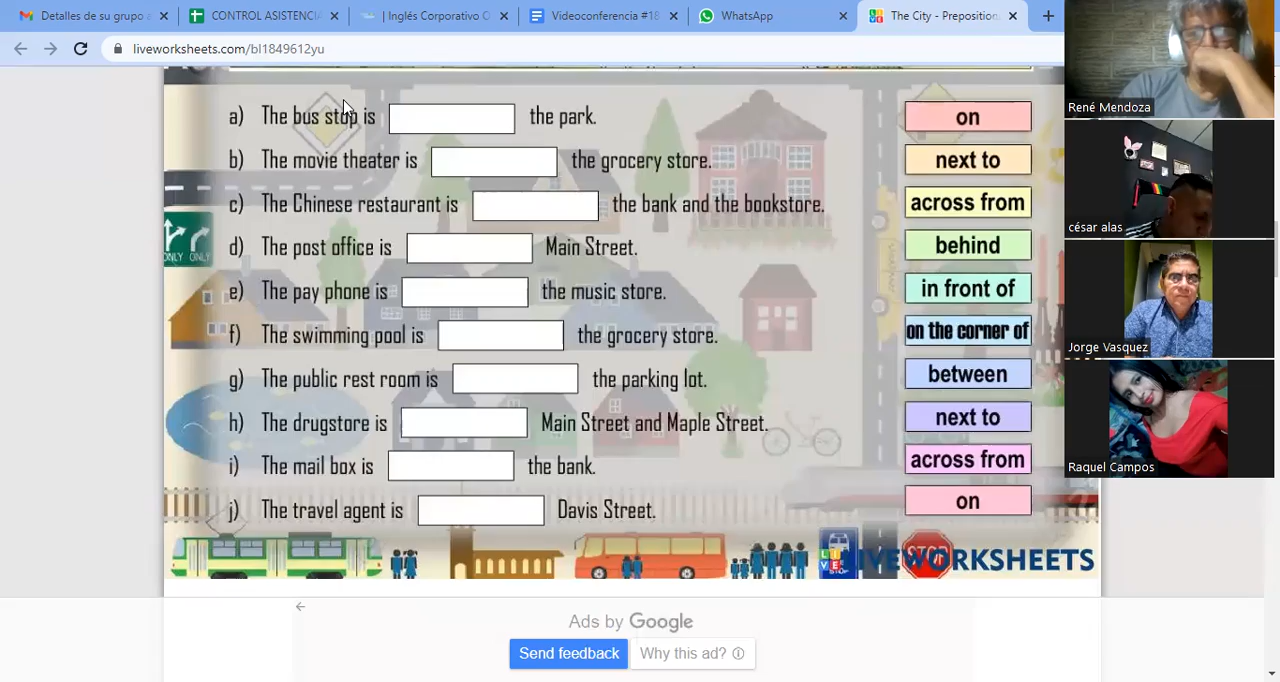 Detalles de su grupo a
CONTROL ASISTENCIA
| Inglés Corporativo C
Videoconferencia #18
WhatsApp
The City - Preposition
liveworksheets.com/bl1849612yu
a) The bus stop is the park.
b) The movie theater is the grocery store.
c) The Chinese restaurant is the bank and the bookstore.
d) The post office is Main Street.
e) The pay phone is the music store.
f) The swimming pool is the grocery store.
g) The public rest room is the parking lot.
h) The drugstore is Main Street and Maple Street.
i) The mail box is the bank.
j) The travel agent is Davis Street.
on
next to
across from
behind
in front of
on the corner of
between
next to
across from
on
ONLY ONLY
STOP
LIVEWORKSHEETS
Ads by Google
Send feedback
Why this ad?
René Mendoza
césar alas
Jorge Vasquez
Raquel Campos